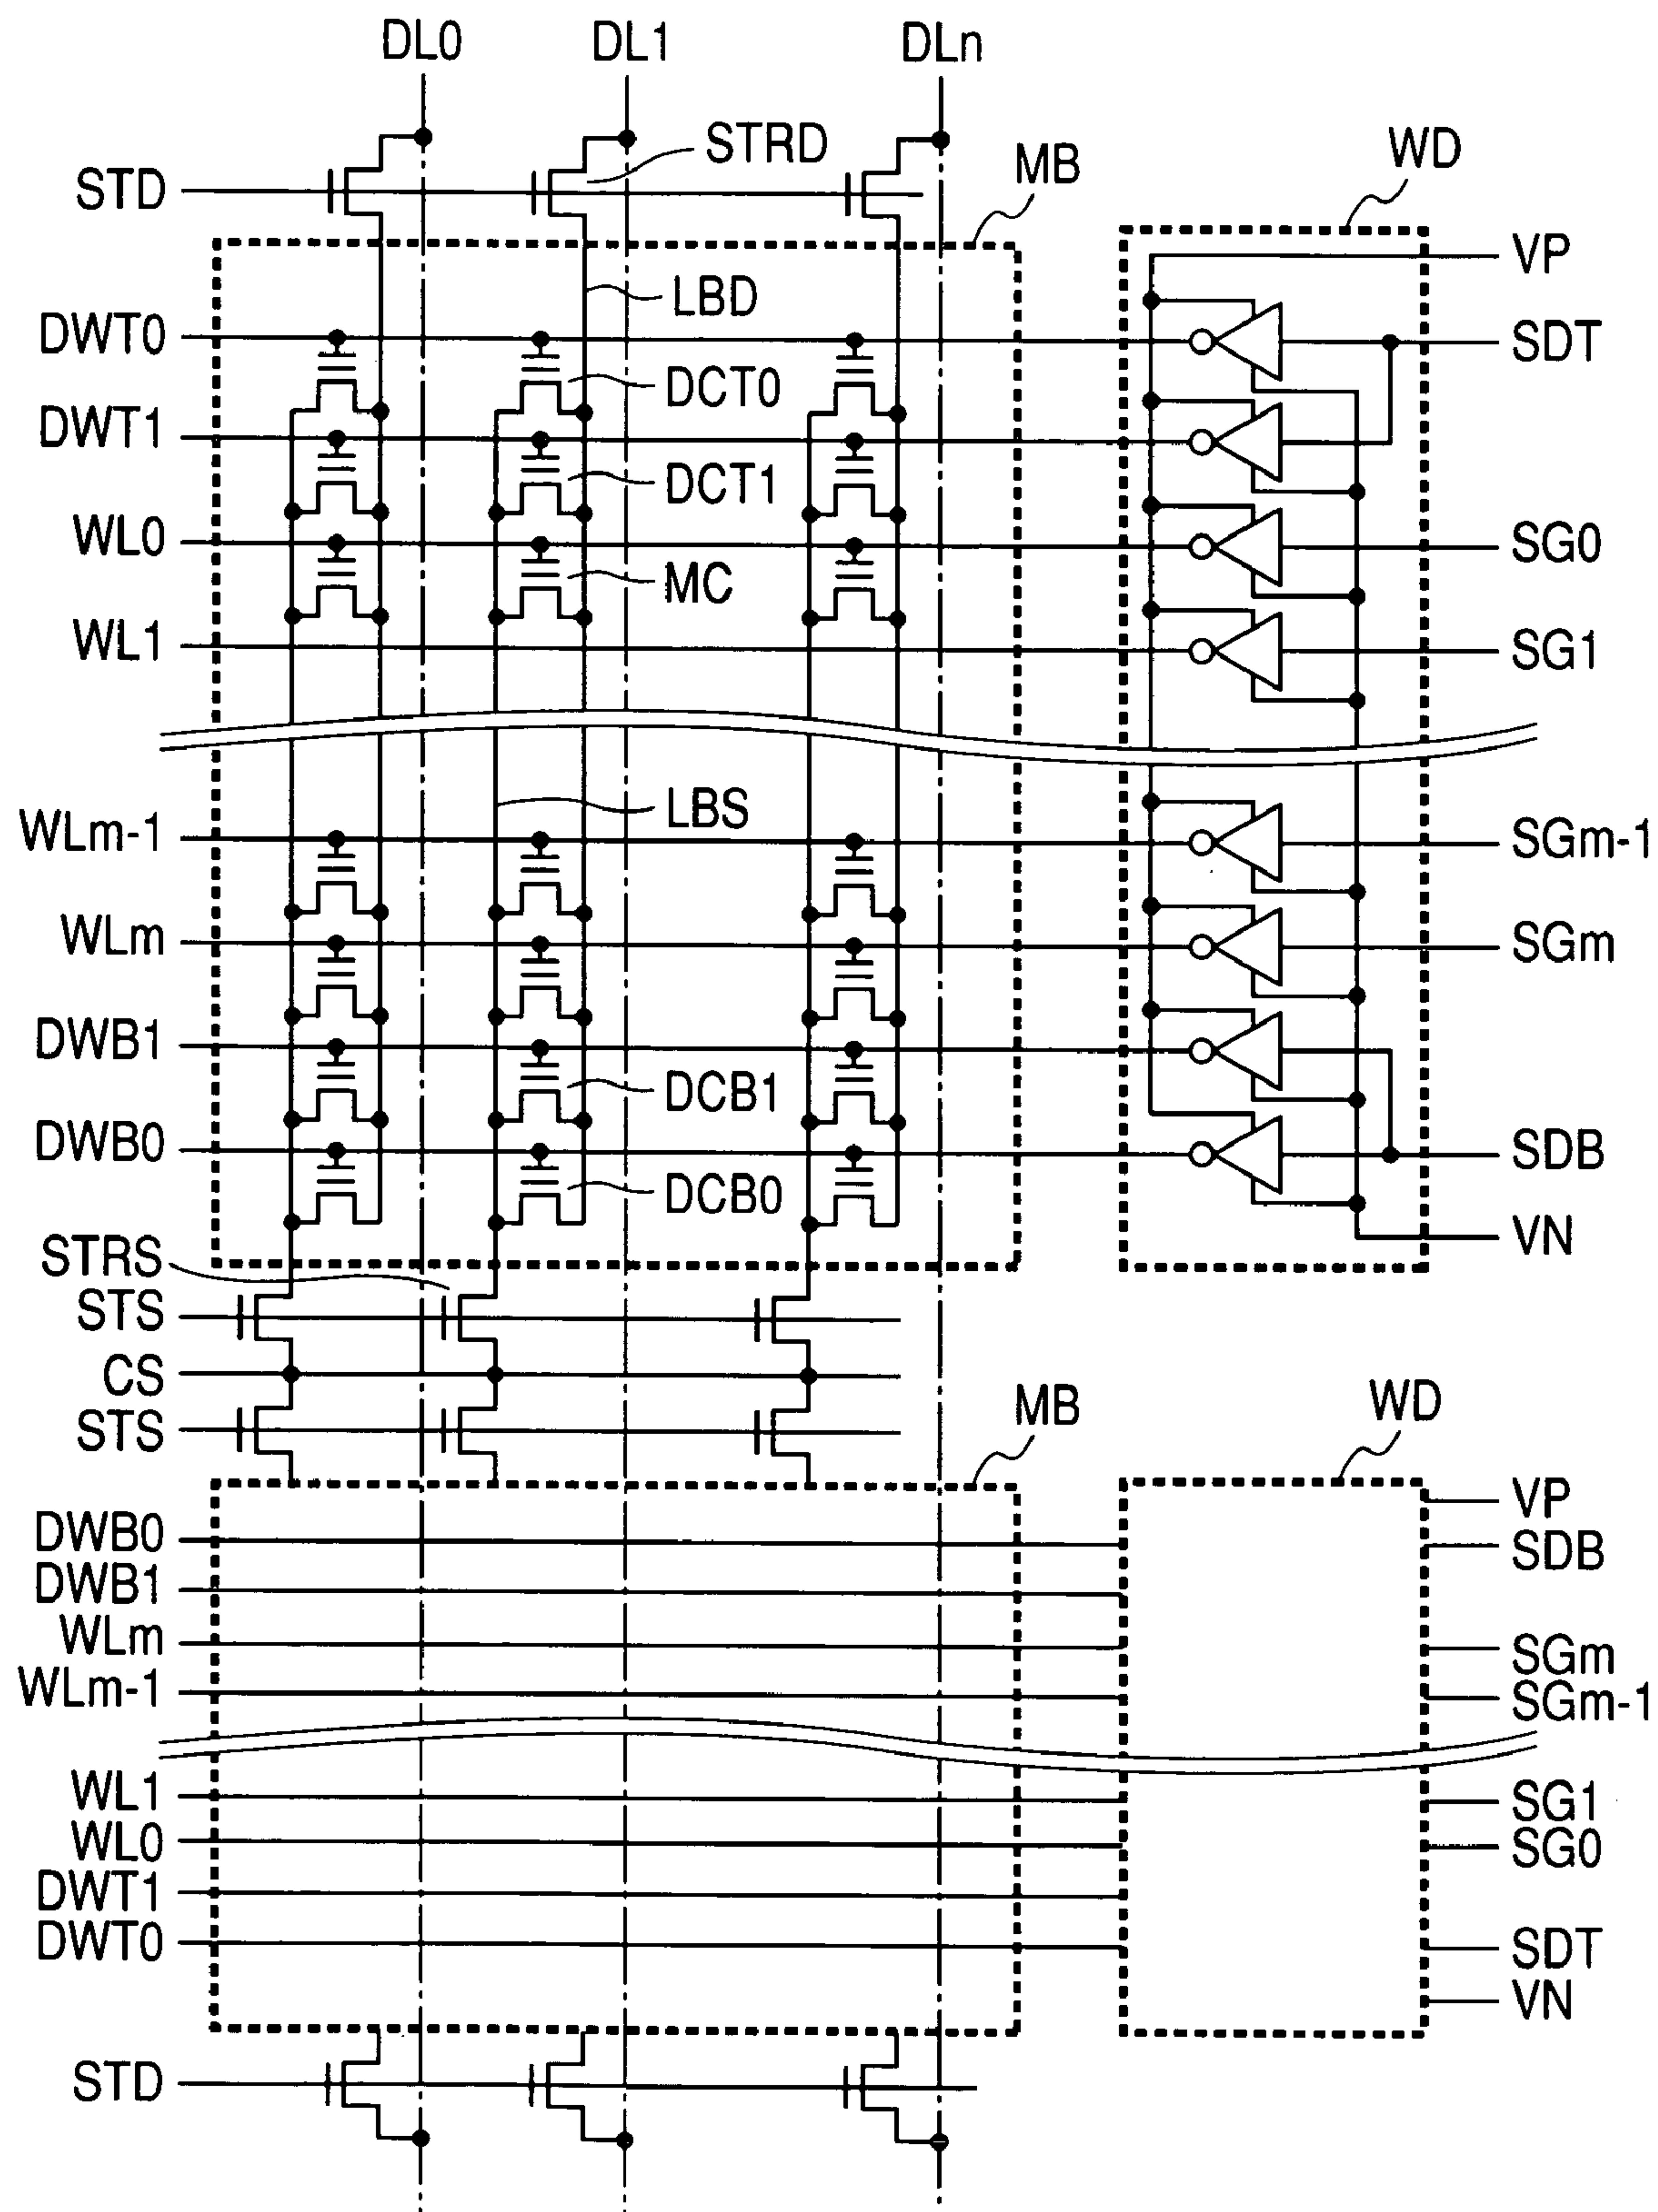 DL0 DL1 DLn
STRD
MB
WD
STD
VP
LBD
DWT0
SDT
DCT0
DWT1
DCT1
WL0
SG0
MC
WL1
SG1
LBS
WLm-1
SGm-1
WLm
SGm
DWB1
DCB1
DWB0
SDB
DCB0
VN
STRS
STS
CS
STS
MB
WD
VP
DWB0
SDB
DWB1
WLm
SGm
WLm-1
SGm-1
WL1
SG1
WL0
SG0
DWT1
DWT0
SDT
VN
STD